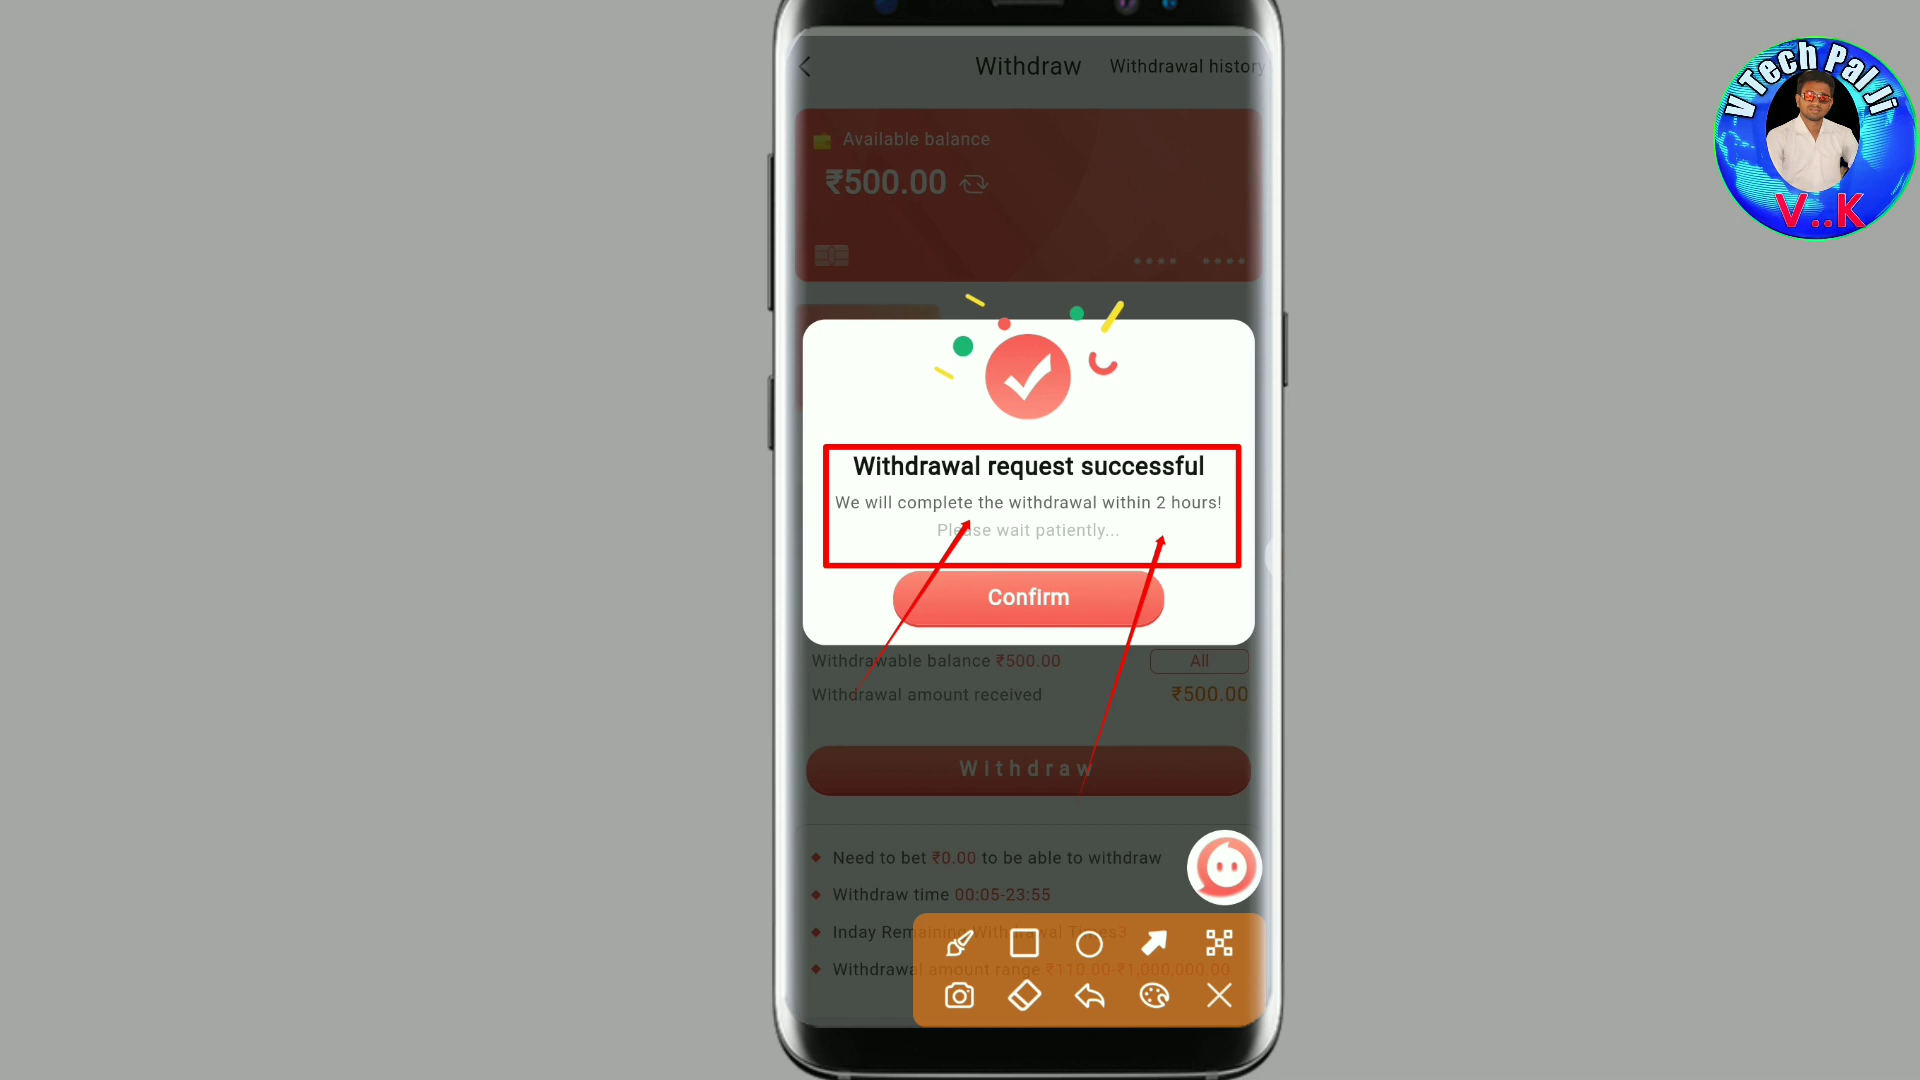 Withdraw
Withdrawal history
Available balance
₹500.00
Withdrawal request successful
We will complete the withdrawal within 2 hours!
Please wait patiently...
Confirm
Withdrawable balance ₹500.00
All
Withdrawal amount received
₹500.00
Withdraw
Need to bet ₹0.00 to be able to withdraw
Withdraw time 00:05-23:55
Inday Remaining Withdrawal Times3
Withdrawal amount range ₹110.00-₹1,000,000.00
V Tech Pal Ji
V..K